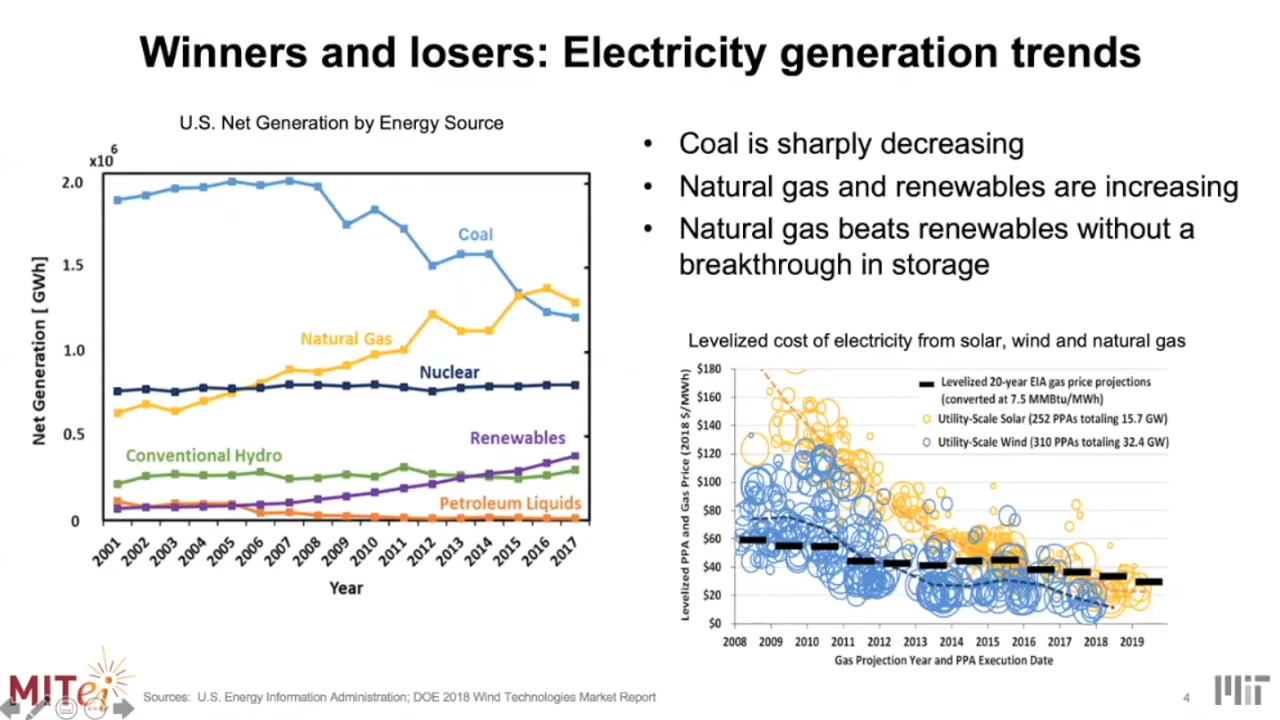 Winners and losers: Electricity generation trends
U.S. Net Generation by Energy Source
x10⁶
2.0
1.5
1.0
0.5
0
Net Generation [ GWh]
Coal
Natural Gas
Nuclear
Renewables
Conventional Hydro
Petroleum Liquids
2001 2002 2003 2004 2005 2006 2007 2008 2009 2010 2011 2012 2013 2014 2015 2016 2017
Year
• Coal is sharply decreasing
• Natural gas and renewables are increasing
• Natural gas beats renewables without a
breakthrough in storage
Levelized cost of electricity from solar, wind and natural gas
Levelized PPA and Gas Price (2018 $/MWh)
$180
$160
$140
$120
$100
$80
$60
$40
$20
$0
Levelized 20-year EIA gas price projections
(converted at 7.5 MMBtu/MWh)
Utility-Scale Solar (252 PPAs totaling 15.7 GW)
Utility-Scale Wind (310 PPAs totaling 32.4 GW)
2008 2009 2010 2011 2012 2013 2014 2015 2016 2017 2018 2019
Gas Projection Year and PPA Execution Date
MITei
Sources: U.S. Energy Information Administration; DOE 2018 Wind Technologies Market Report
4
MIT